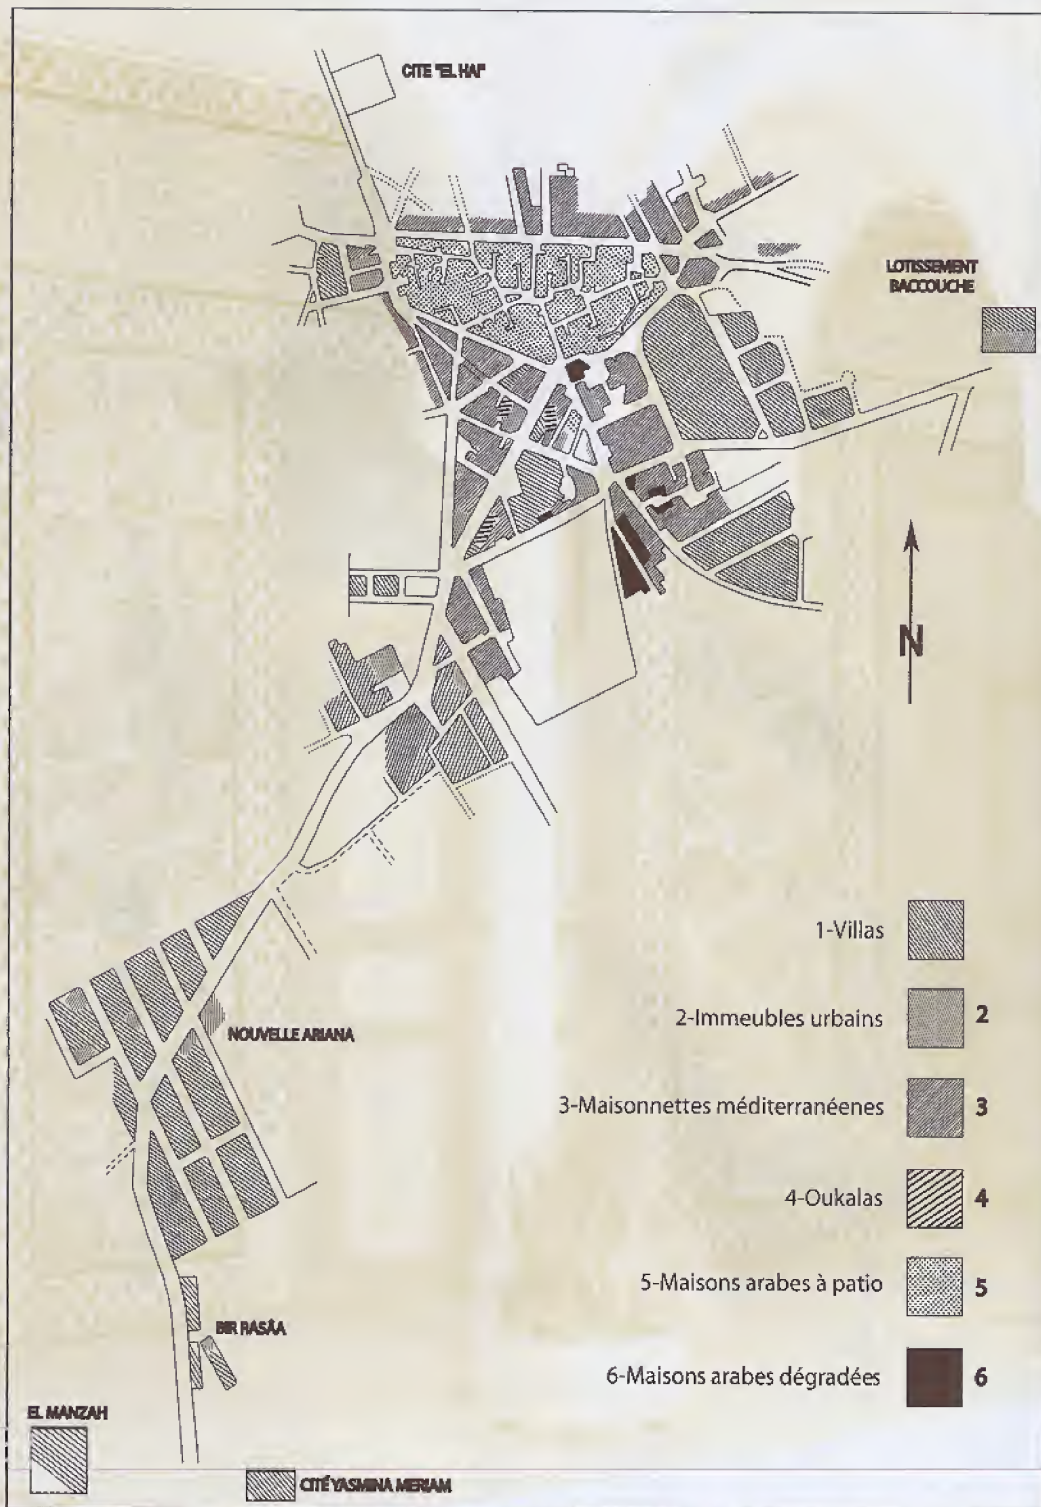 CITE "EL HAI"
LOTISSEMENT
BACCOUCHE
N
1-Villas
2-Immeubles urbains
2
NOUVELLE ARIANA
3-Maisonnettes méditerranéenes
3
4-Oukalas
4
5-Maisons arabes à patio
5
BIR RASÂA
6-Maisons arabes dégradées
6
EL MANZAH
CITÉ YASMINA MERIAM